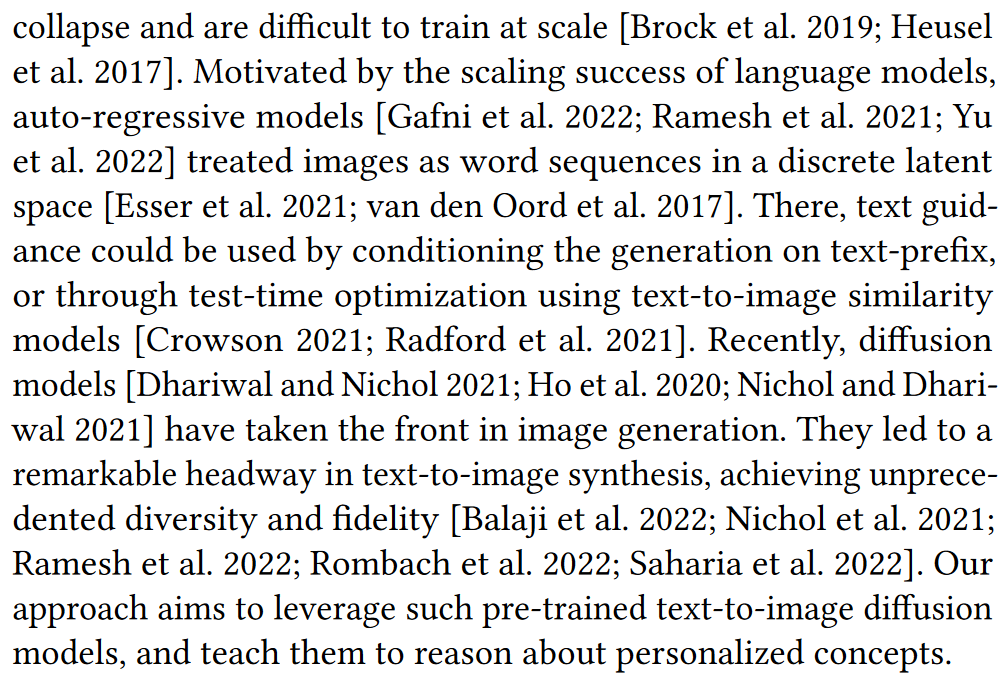 collapse and are difficult to train at scale [Brock et al. 2019; Heusel
et al. 2017]. Motivated by the scaling success of language models,
auto-regressive models [Gafni et al. 2022; Ramesh et al. 2021; Yu
et al. 2022] treated images as word sequences in a discrete latent
space [Esser et al. 2021; van den Oord et al. 2017]. There, text guid-
ance could be used by conditioning the generation on text-prefix,
or through test-time optimization using text-to-image similarity
models [Crowson 2021; Radford et al. 2021]. Recently, diffusion
models [Dhariwal and Nichol 2021; Ho et al. 2020; Nichol and Dhari-
wal 2021] have taken the front in image generation. They led to a
remarkable headway in text-to-image synthesis, achieving unprece-
dented diversity and fidelity [Balaji et al. 2022; Nichol et al. 2021;
Ramesh et al. 2022; Rombach et al. 2022; Saharia et al. 2022]. Our
approach aims to leverage such pre-trained text-to-image diffusion
models, and teach them to reason about personalized concepts.